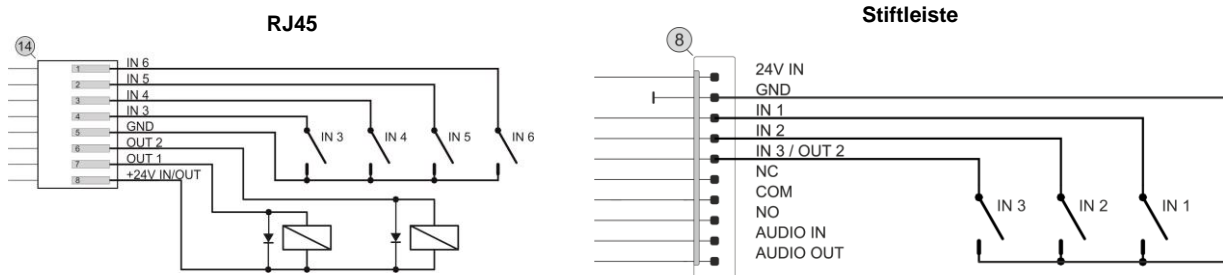 RJ45
14
1 IN 6
2 IN 5
3 IN 4
4 IN 3
5 GND
6 OUT 2
7 OUT 1
8 +24V IN/OUT
IN 3 IN 4 IN 5 IN 6
Stiftleiste
8
24V IN
GND
IN 1
IN 2
IN 3 / OUT 2
NC
COM
NO
AUDIO IN
AUDIO OUT
IN 3 IN 2 IN 1